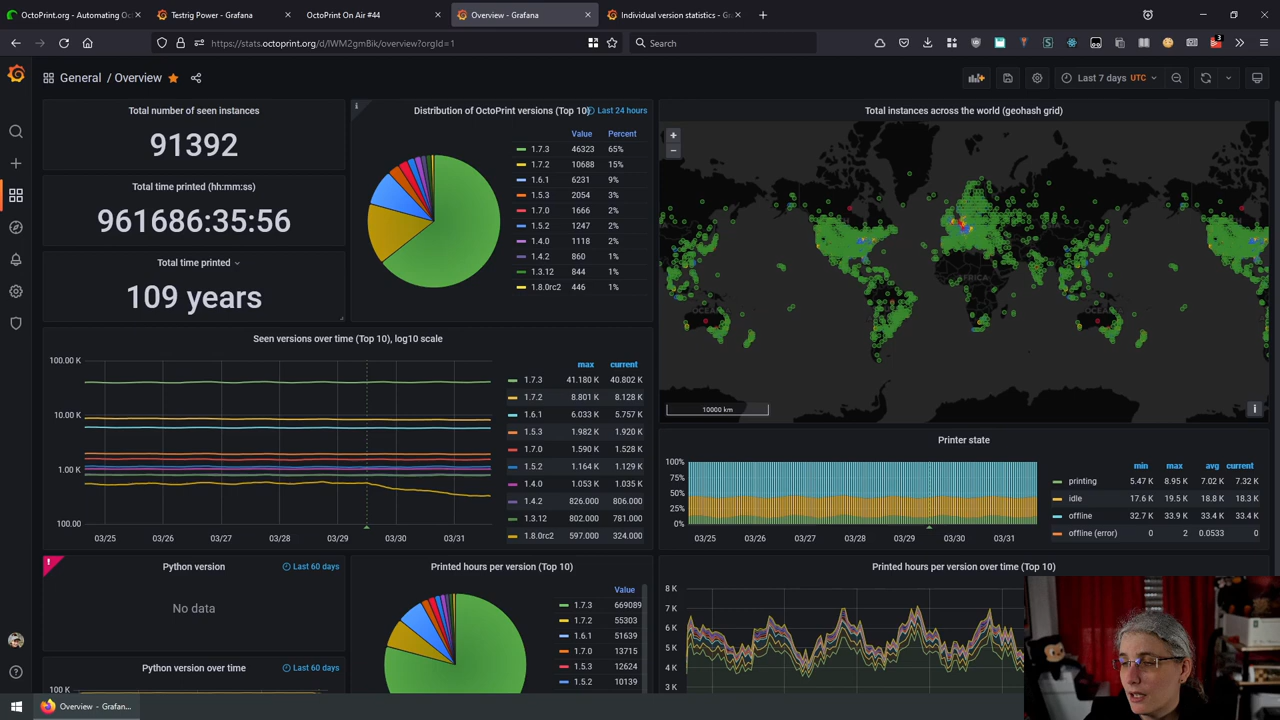 OctoPrint.org - Automating Oc
Testrig Power - Grafana
OctoPrint On Air #44
Overview - Grafana
Individual version statistics - Gr
https://stats.octoprint.org/d/lWM2gmBik/overview?orgId=1
Search
3
General / Overview
Last 7 days UTC
Total number of seen instances
91392
Total time printed (hh:mm:ss)
961686:35:56
Total time printed
109 years
Distribution of OctoPrint versions (Top 10)
Last 24 hours
Value Percent
1.7.3 46323 65%
1.7.2 10688 15%
1.6.1 6231 9%
1.5.3 2054 3%
1.7.0 1666 2%
1.5.2 1247 2%
1.4.0 1118 2%
1.4.2 860 1%
1.3.12 844 1%
1.8.0rc2 446 1%
Total instances across the world (geohash grid)
+
−
AFRICA
OCEANIA
10000 km
i
Seen versions over time (Top 10), log10 scale
100.00 K
10.00 K
1.00 K
100.00
03/25 03/26 03/27 03/28 03/29 03/30 03/31
max current
1.7.3 41.180 K 40.802 K
1.7.2 8.801 K 8.128 K
1.6.1 6.033 K 5.757 K
1.5.3 1.982 K 1.920 K
1.7.0 1.590 K 1.528 K
1.5.2 1.164 K 1.129 K
1.4.0 1.053 K 1.035 K
1.4.2 826.000 806.000
1.3.12 802.000 781.000
1.8.0rc2 597.000 324.000
Printer state
100%
75%
50%
25%
0%
03/25 03/26 03/27 03/28 03/29 03/30 03/31
min max avg current
printing 5.47 K 8.95 K 7.02 K 7.32 K
idle 17.6 K 19.5 K 18.8 K 18.3 K
offline 32.7 K 33.9 K 33.4 K 33.4 K
offline (error) 0 2 0.0533 0
Python version
Last 60 days
No data
Python version over time
Last 60 days
100 K
Printed hours per version (Top 10)
Value
1.7.3 669089
1.7.2 55303
1.6.1 51639
1.7.0 13715
1.5.3 12624
1.5.2 10139
Printed hours per version over time (Top 10)
8 K
7 K
6 K
5 K
4 K
3 K
Overview - Grafan...